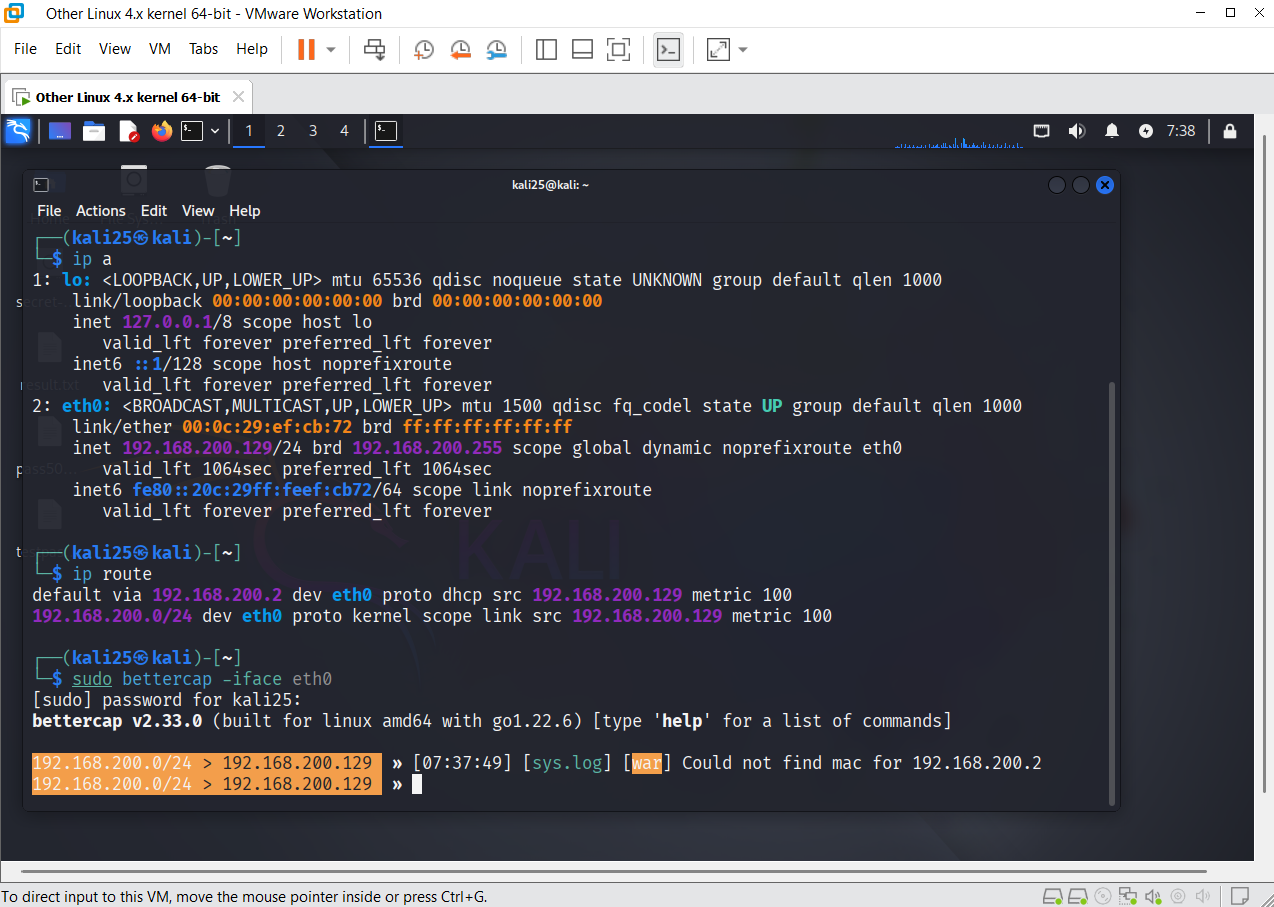 Other Linux 4.x kernel 64-bit - VMware Workstation
File Edit View VM Tabs Help
Other Linux 4.x kernel 64-bit
1 2 3 4 7:38
kali25@kali: ~
File Actions Edit View Help
┌──(kali25㉿kali)-[~]
└─$ ip a
1: lo: <LOOPBACK,UP,LOWER_UP> mtu 65536 qdisc noqueue state UNKNOWN group default qlen 1000
    link/loopback 00:00:00:00:00:00 brd 00:00:00:00:00:00
    inet 127.0.0.1/8 scope host lo
       valid_lft forever preferred_lft forever
    inet6 ::1/128 scope host noprefixroute
       valid_lft forever preferred_lft forever
2: eth0: <BROADCAST,MULTICAST,UP,LOWER_UP> mtu 1500 qdisc fq_codel state UP group default qlen 1000
    link/ether 00:0c:29:ef:cb:72 brd ff:ff:ff:ff:ff:ff
    inet 192.168.200.129/24 brd 192.168.200.255 scope global dynamic noprefixroute eth0
       valid_lft 1064sec preferred_lft 1064sec
    inet6 fe80::20c:29ff:feef:cb72/64 scope link noprefixroute
       valid_lft forever preferred_lft forever
┌──(kali25㉿kali)-[~]
└─$ ip route
default via 192.168.200.2 dev eth0 proto dhcp src 192.168.200.129 metric 100
192.168.200.0/24 dev eth0 proto kernel scope link src 192.168.200.129 metric 100
┌──(kali25㉿kali)-[~]
└─$ sudo bettercap -iface eth0
[sudo] password for kali25:
bettercap v2.33.0 (built for linux amd64 with go1.22.6) [type 'help' for a list of commands]
192.168.200.0/24 > 192.168.200.129 » [07:37:49] [sys.log] [war] Could not find mac for 192.168.200.2
192.168.200.0/24 > 192.168.200.129 »
secret-...
result.txt
pass50...
KALI
To direct input to this VM, move the mouse pointer inside or press Ctrl+G.